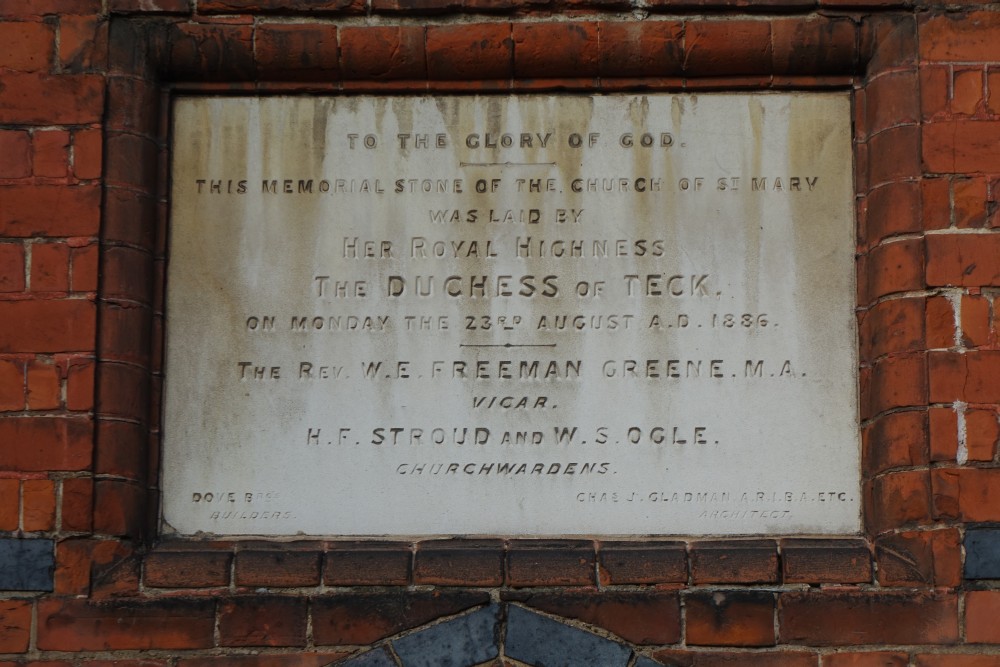 TO THE GLORY OF GOD.
THIS MEMORIAL STONE OF THE CHURCH OF ST MARY
WAS LAID BY
HER ROYAL HIGHNESS
THE DUCHESS OF TECK.
ON MONDAY THE 23RD AUGUST A.D. 1886.
THE REV. W. E. FREEMAN GREENE. M.A.
VICAR.
H. F. STROUD AND W. S. OGLE.
CHURCHWARDENS.
DOVE BROS
BUILDERS.
CHAS J. GLADMAN A.R.I.B.A. ETC.
ARCHITECT.